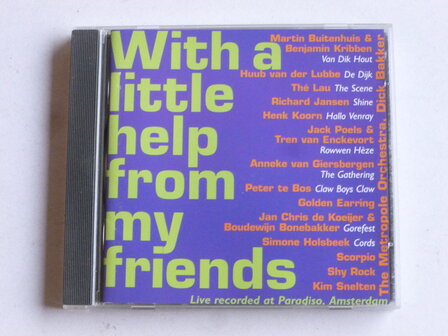 With a
little
help
from
my
friends
Martin Buitenhuis &
Benjamin Kribben
Van Dik Hout
Huub van der Lubbe De Dijk
Thé Lau The Scene
Richard Jansen Shine
Henk Koorn Hallo Venray
Jack Poels &
Tren van Enckevort
Rowwen Hèze
Anneke van Giersbergen
The Gathering
Peter te Bos Claw Boys Claw
Golden Earring
Jan Chris de Koeijer &
Boudewijn Bonebakker Gorefest
Simone Holsbeek Cords
Scorpio
Shy Rock
Kim Snelten
Live recorded at Paradiso, Amsterdam
The Metropole Orchestra, Dick Bakker